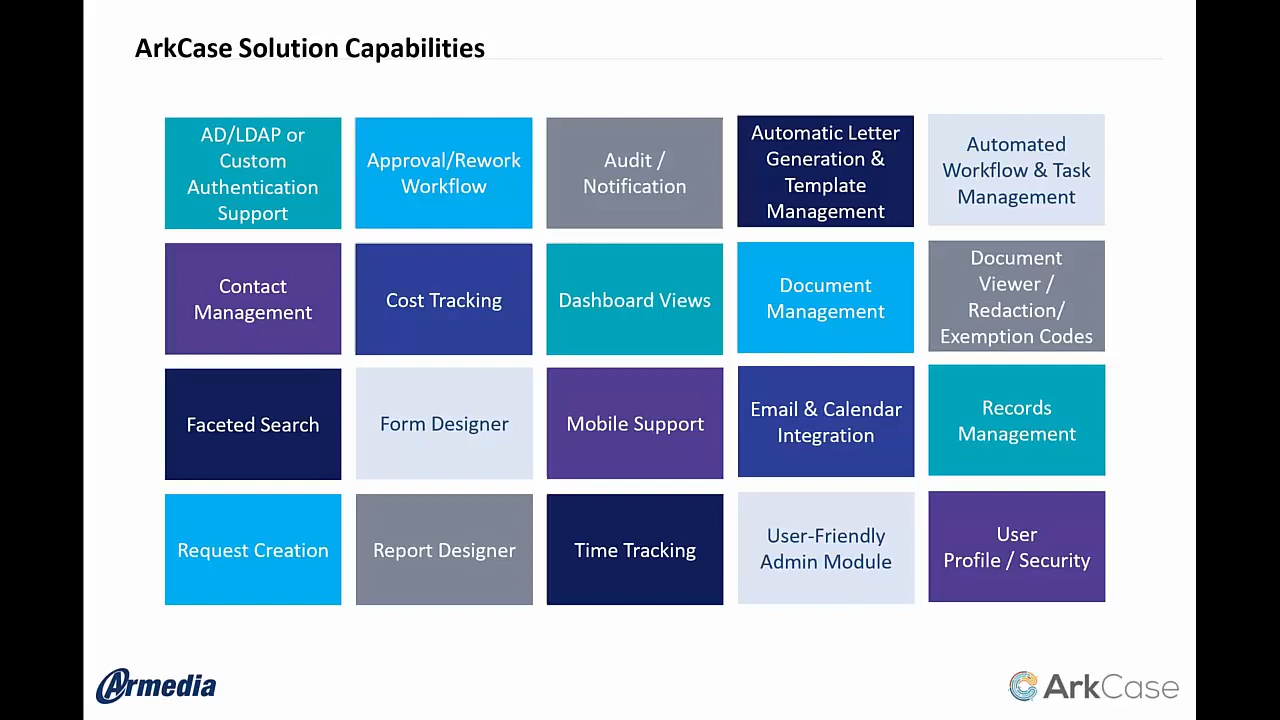 ArkCase Solution Capabilities
AD/LDAP or
Custom
Authentication
Support
Approval/Rework
Workflow
Audit /
Notification
Automatic Letter
Generation &
Template
Management
Automated
Workflow & Task
Management
Contact
Management
Cost Tracking
Dashboard Views
Document
Management
Document
Viewer /
Redaction/
Exemption Codes
Faceted Search
Form Designer
Mobile Support
Email & Calendar
Integration
Records
Management
Request Creation
Report Designer
Time Tracking
User-Friendly
Admin Module
User
Profile / Security
Armedia
ArkCase